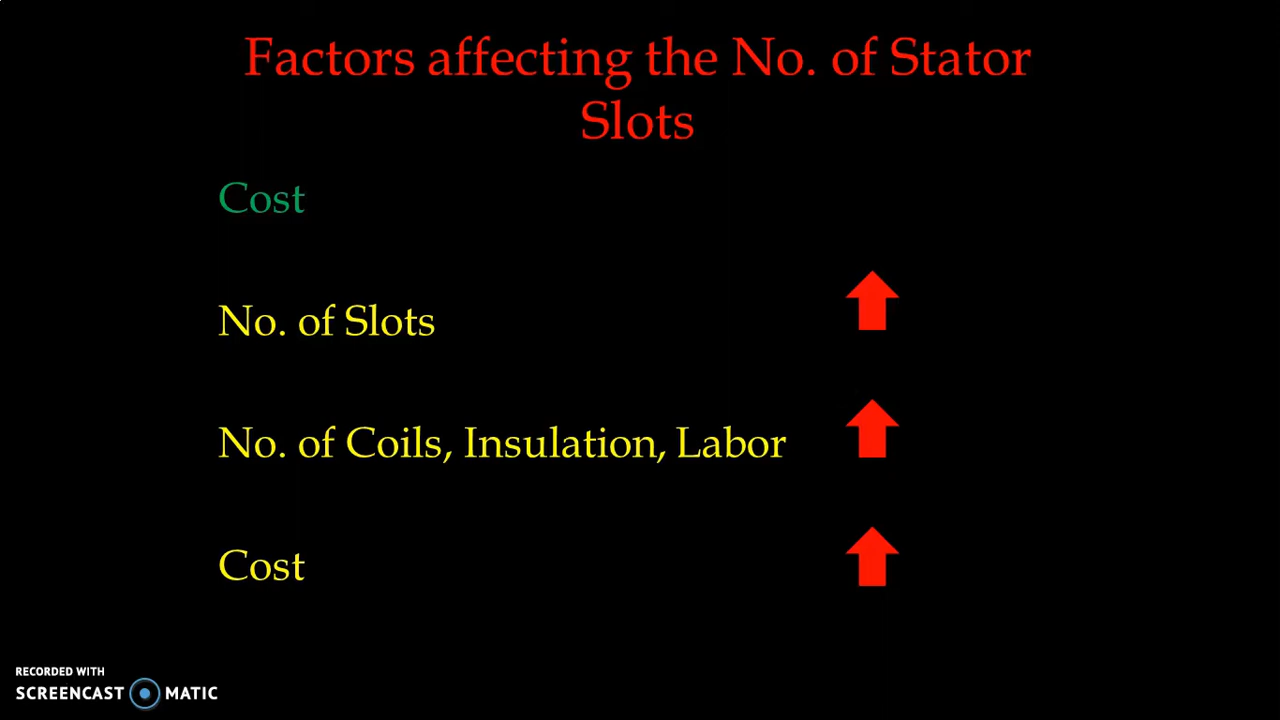 Factors affecting the No. of Stator
Slots
Cost
No. of Slots
No. of Coils, Insulation, Labor
Cost
RECORDED WITH
SCREENCAST MATIC